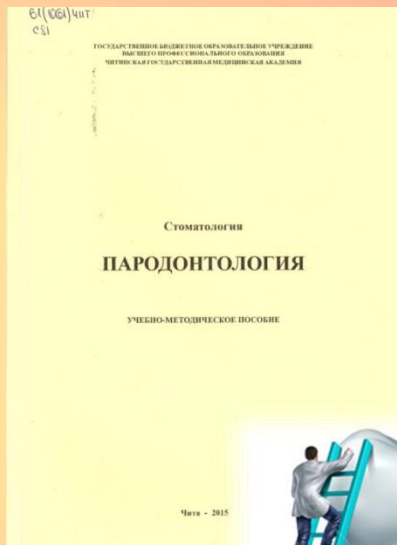 ГОСУДАРСТВЕННОЕ БЮДЖЕТНОЕ ОБРАЗОВАТЕЛЬНОЕ УЧРЕЖДЕНИЕ
ВЫСШЕГО ПРОФЕССИОНАЛЬНОГО ОБРАЗОВАНИЯ
ЧИТИНСКАЯ ГОСУДАРСТВЕННАЯ МЕДИЦИНСКАЯ АКАДЕМИЯ
Стоматология
ПАРОДОНТОЛОГИЯ
УЧЕБНО-МЕТОДИЧЕСКОЕ ПОСОБИЕ
Чита - 2015